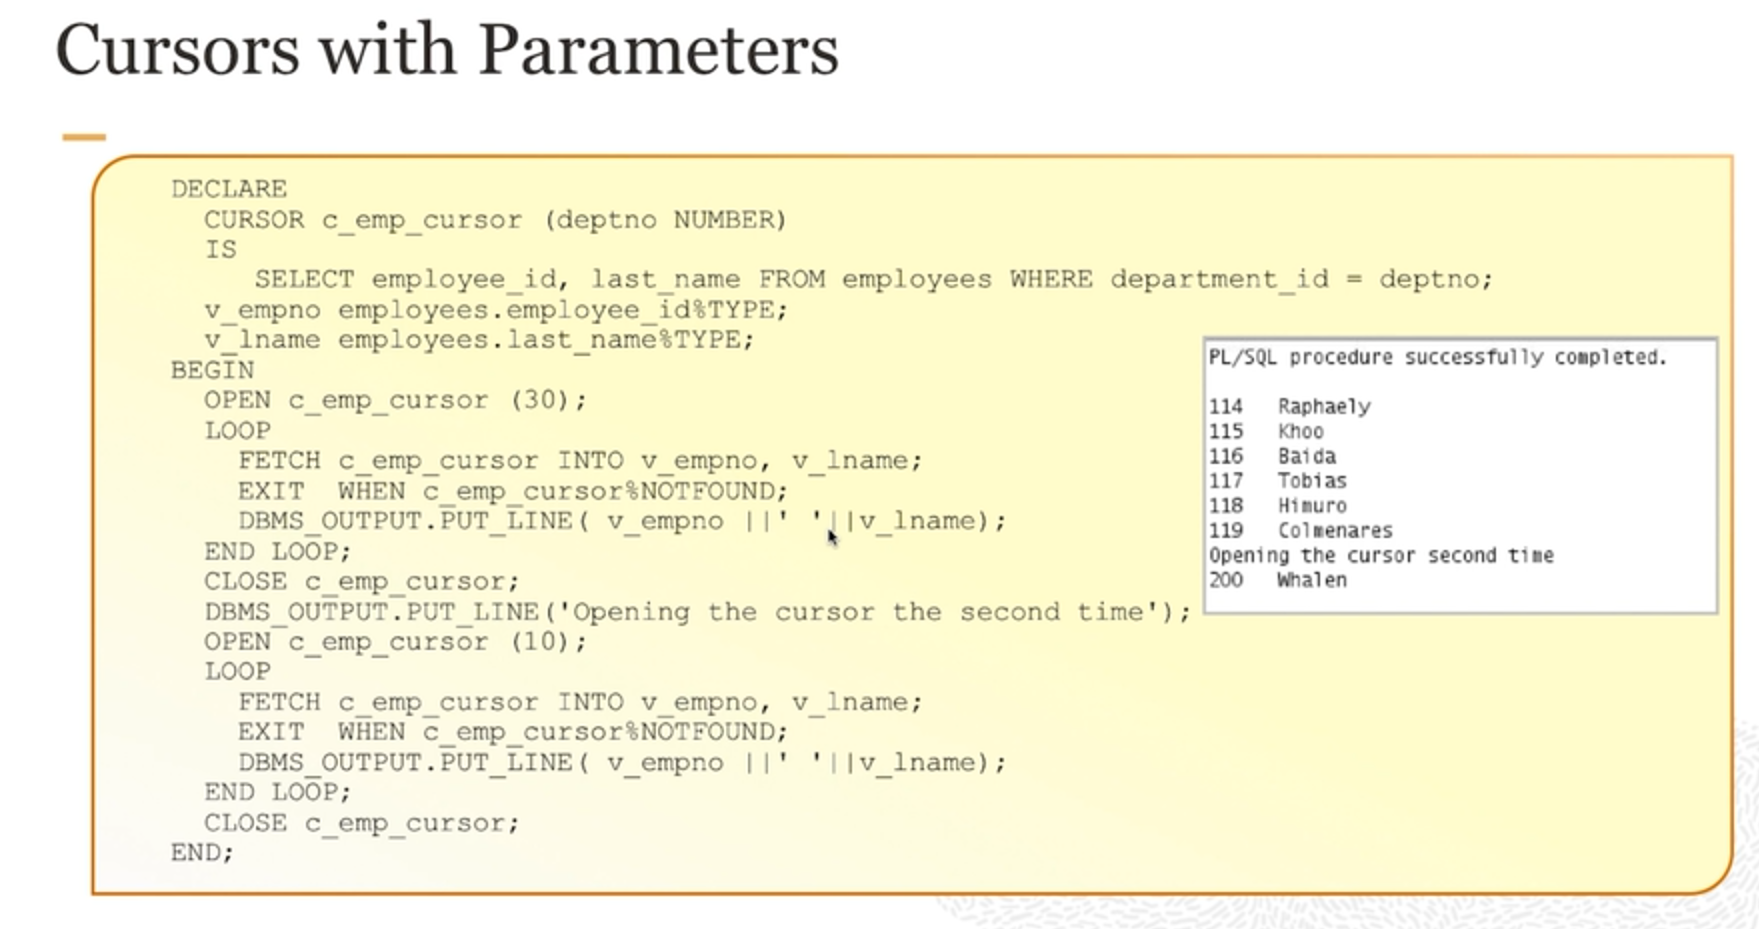 Cursors with Parameters
DECLARE
CURSOR c_emp_cursor (deptno NUMBER)
IS
SELECT employee_id, last_name FROM employees WHERE department_id = deptno;
v_empno employees.employee_id%TYPE;
v_lname employees.last_name%TYPE;
BEGIN
OPEN c_emp_cursor (30);
LOOP
FETCH c_emp_cursor INTO v_empno, v_lname;
EXIT  WHEN c_emp_cursor%NOTFOUND;
DBMS_OUTPUT.PUT_LINE( v_empno ||' '||v_lname);
END LOOP;
CLOSE c_emp_cursor;
DBMS_OUTPUT.PUT_LINE('Opening the cursor the second time');
OPEN c_emp_cursor (10);
LOOP
FETCH c_emp_cursor INTO v_empno, v_lname;
EXIT  WHEN c_emp_cursor%NOTFOUND;
DBMS_OUTPUT.PUT_LINE( v_empno ||' '||v_lname);
END LOOP;
CLOSE c_emp_cursor;
END;
PL/SQL procedure successfully completed.
114   Raphaely
115   Khoo
116   Baida
117   Tobias
118   Himuro
119   Colmenares
Opening the cursor second time
200   Whalen